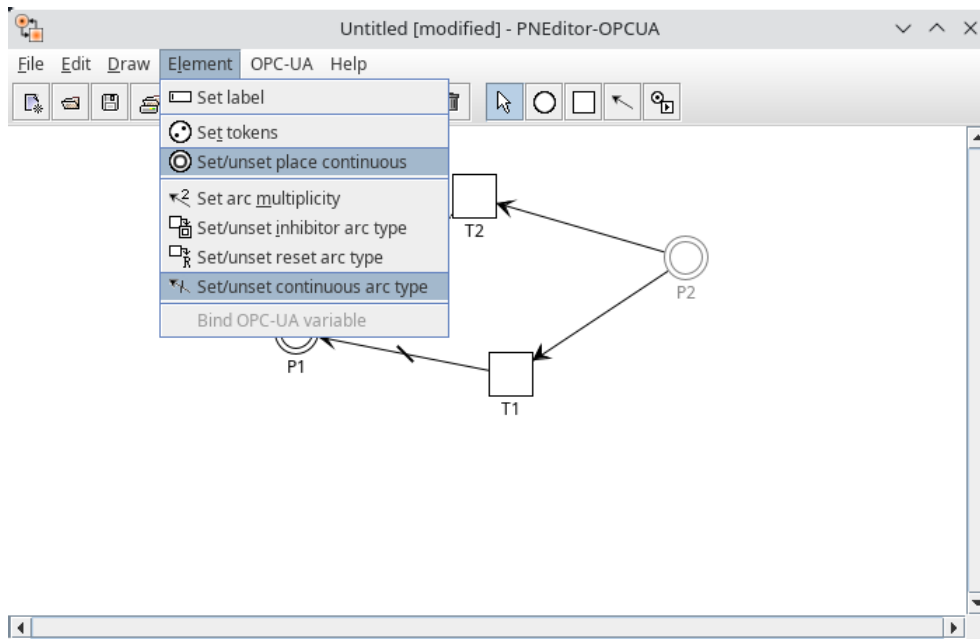 Untitled [modified] - PNEditor-OPCUA
File Edit Draw Element OPC-UA Help
Set label
Set tokens
Set/unset place continuous
Set arc multiplicity
Set/unset inhibitor arc type
Set/unset reset arc type
Set/unset continuous arc type
Bind OPC-UA variable
T2
P2
P1
T1